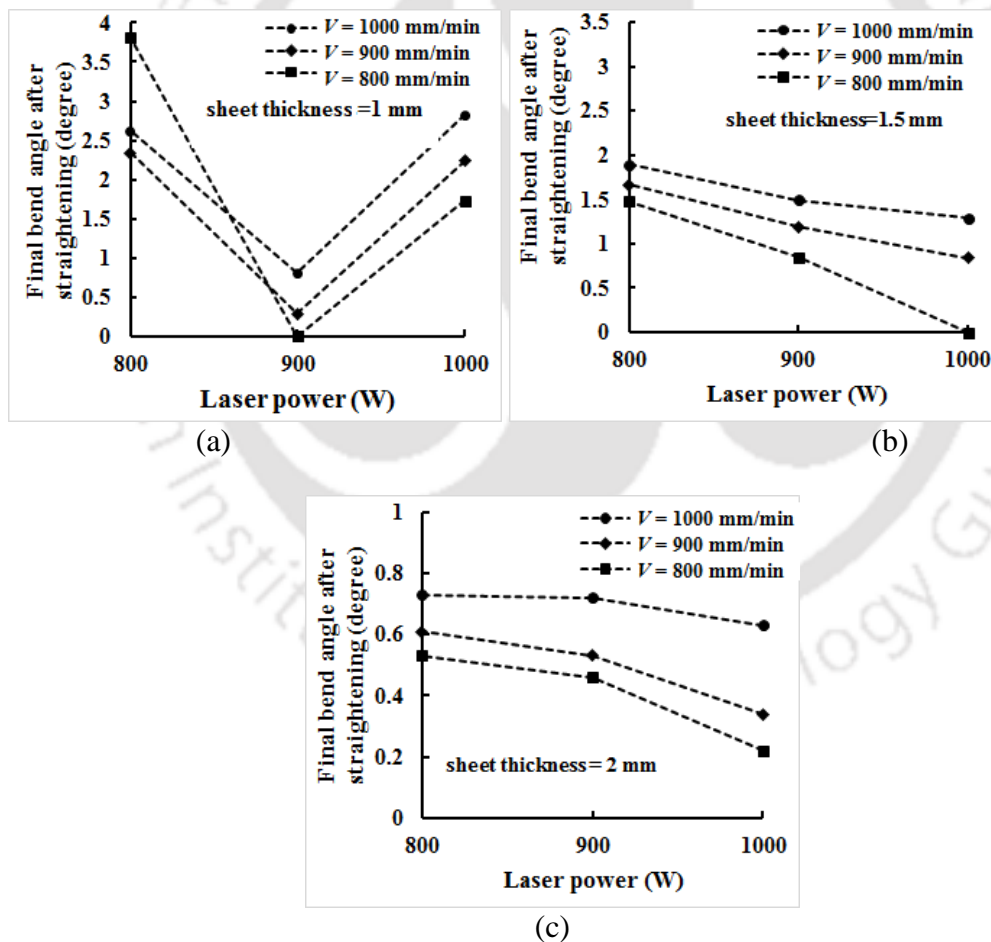 Final bend angle after
straightening (degree)
4
3.5
3
2.5
2
1.5
1
0.5
0
V = 1000 mm/min
V = 900 mm/min
V = 800 mm/min
sheet thickness =1 mm
800 900 1000
Laser power (W)
(a)
Final bend angle after
straightening (degree)
3.5
3
2.5
2
1.5
1
0.5
0
V = 1000 mm/min
V = 900 mm/min
V = 800 mm/min
sheet thickness=1.5 mm
800 900 1000
Laser power (W)
(b)
Final bend angle after
straightening (degree)
1
0.8
0.6
0.4
0.2
0
V = 1000 mm/min
V = 900 mm/min
V = 800 mm/min
sheet thickness = 2 mm
800 900 1000
Laser power (W)
(c)